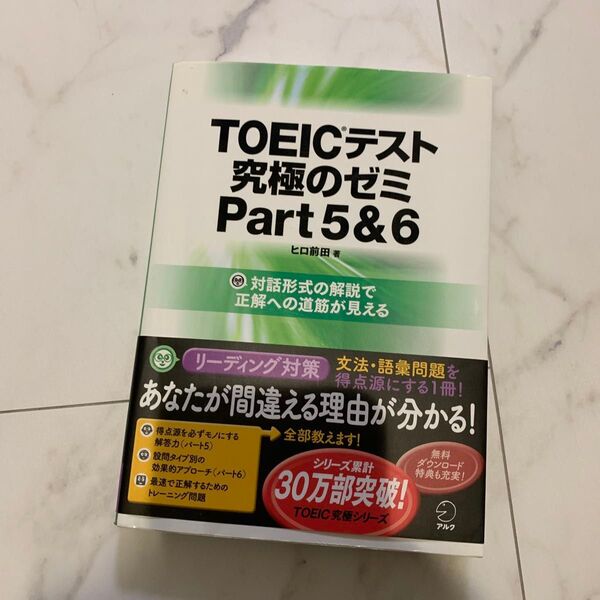 TOEIC®テスト
究極のゼミ
Part 5&6
ヒロ前田 著
対話形式の解説で
正解への道筋が見える
リーディング対策
文法・語彙問題を
得点源にする1冊!
あなたが間違える理由が分かる!
得点源を必ずモノにする
解答力(パート5)
設問タイプ別の
効果的アプローチ(パート6)
最速で正解するための
トレーニング問題
全部教えます!
シリーズ累計
30万部突破!
TOEIC究極シリーズ
無料
ダウンロード
特典も充実!
アルク